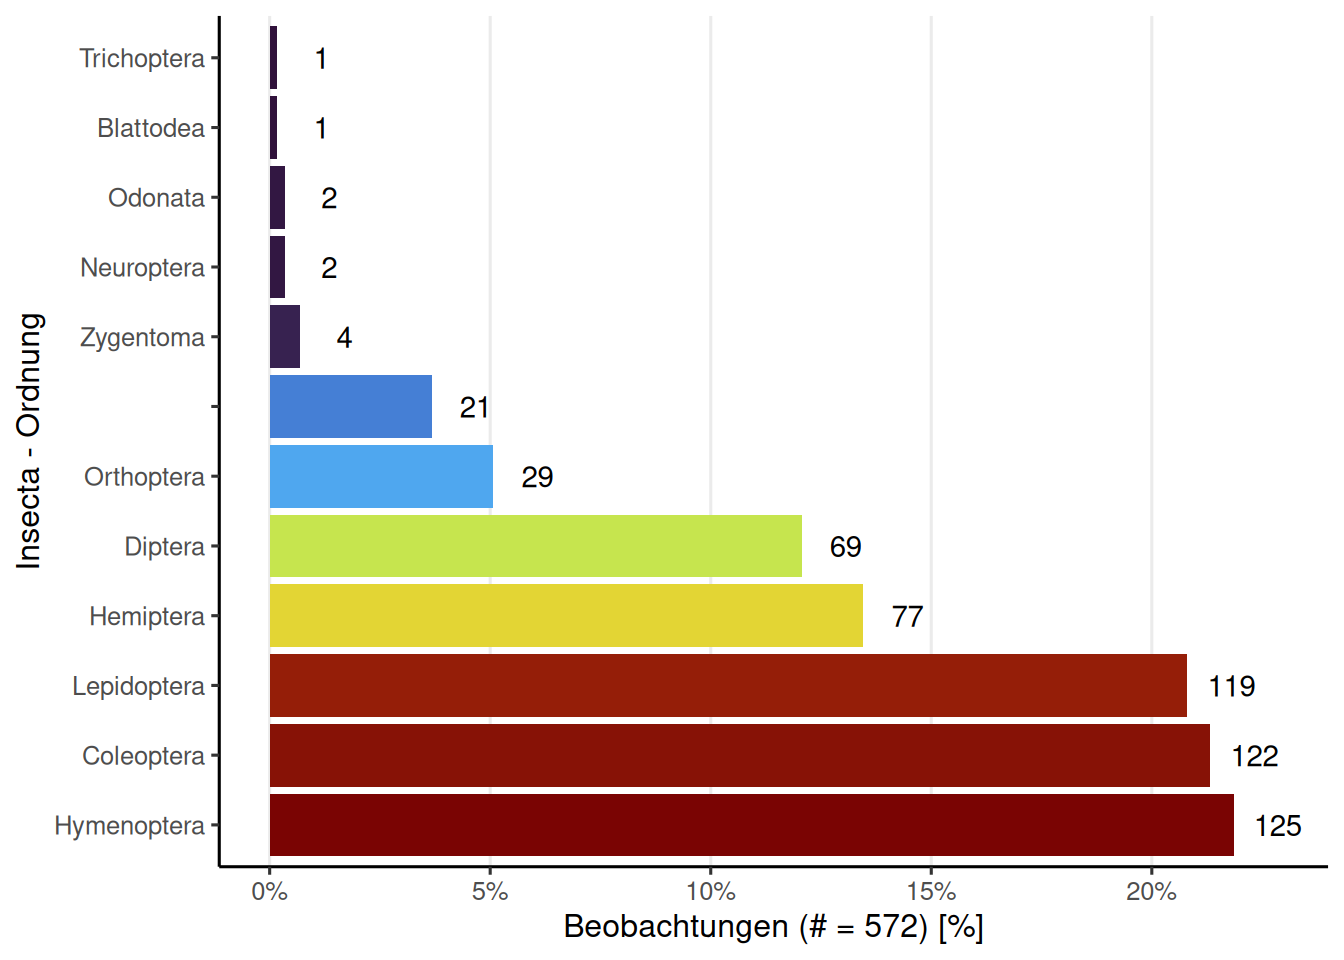 Trichoptera 1
Blattodea 1
Odonata 2
Neuroptera 2
Zygentoma 4
21
Orthoptera 29
Diptera 69
Hemiptera 77
Lepidoptera 119
Coleoptera 122
Hymenoptera 125
0% 5% 10% 15% 20%
Beobachtungen (# = 572) [%]
Insecta - Ordnung